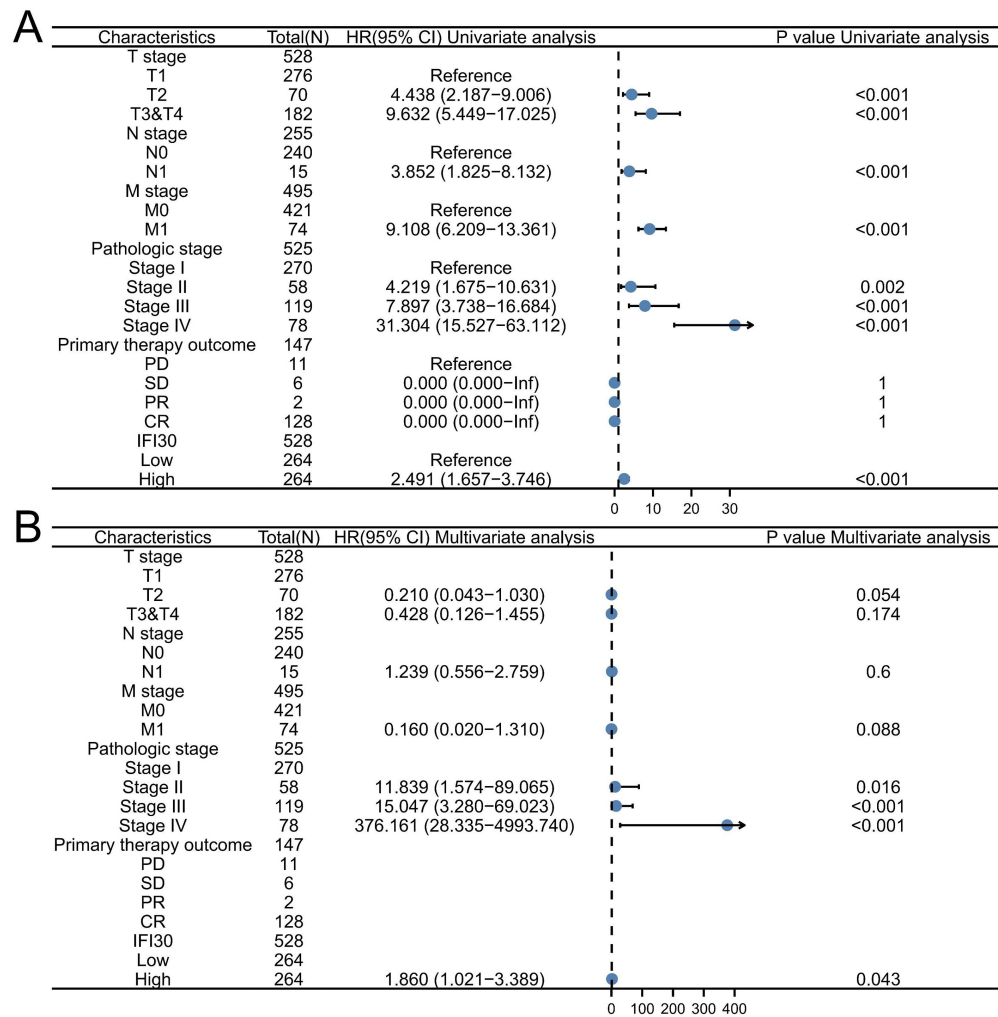 A
Characteristics Total(N) HR(95% CI) Univariate analysis P value Univariate analysis
T stage 528
T1 276 Reference
T2 70 4.438 (2.187−9.006) <0.001
T3&T4 182 9.632 (5.449−17.025) <0.001
N stage 255
N0 240 Reference
N1 15 3.852 (1.825−8.132) <0.001
M stage 495
M0 421 Reference
M1 74 9.108 (6.209−13.361) <0.001
Pathologic stage 525
Stage I 270 Reference
Stage II 58 4.219 (1.675−10.631) 0.002
Stage III 119 7.897 (3.738−16.684) <0.001
Stage IV 78 31.304 (15.527−63.112) <0.001
Primary therapy outcome 147
PD 11 Reference
SD 6 0.000 (0.000−Inf) 1
PR 2 0.000 (0.000−Inf) 1
CR 128 0.000 (0.000−Inf) 1
IFI30 528
Low 264 Reference
High 264 2.491 (1.657−3.746) <0.001
0 10 20 30
B
Characteristics Total(N) HR(95% CI) Multivariate analysis P value Multivariate analysis
T stage 528
T1 276
T2 70 0.210 (0.043−1.030) 0.054
T3&T4 182 0.428 (0.126−1.455) 0.174
N stage 255
N0 240
N1 15 1.239 (0.556−2.759) 0.6
M stage 495
M0 421
M1 74 0.160 (0.020−1.310) 0.088
Pathologic stage 525
Stage I 270
Stage II 58 11.839 (1.574−89.065) 0.016
Stage III 119 15.047 (3.280−69.023) <0.001
Stage IV 78 376.161 (28.335−4993.740) <0.001
Primary therapy outcome 147
PD 11
SD 6
PR 2
CR 128
IFI30 528
Low 264
High 264 1.860 (1.021−3.389) 0.043
0 100 200 300 400